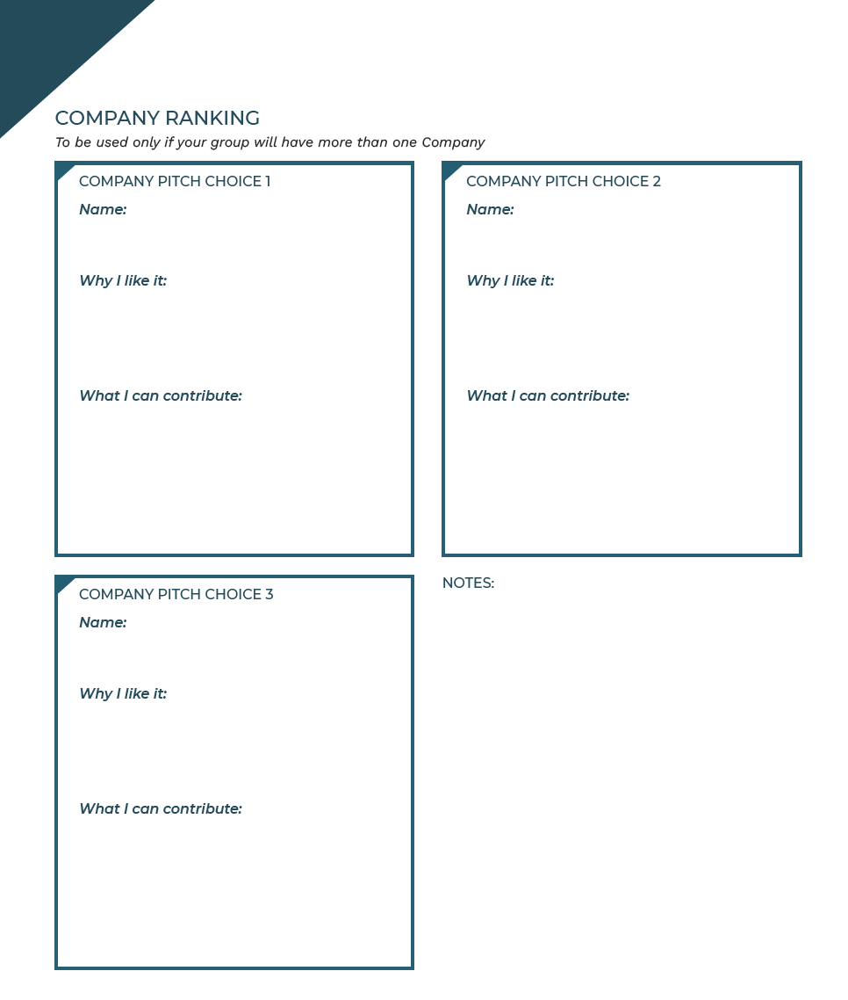 COMPANY RANKING
To be used only if your group will have more than one Company
COMPANY PITCH CHOICE 1
Name:
Why I like it:
What I can contribute:
COMPANY PITCH CHOICE 2
Name:
Why I like it:
What I can contribute:
COMPANY PITCH CHOICE 3
Name:
Why I like it:
What I can contribute:
NOTES: